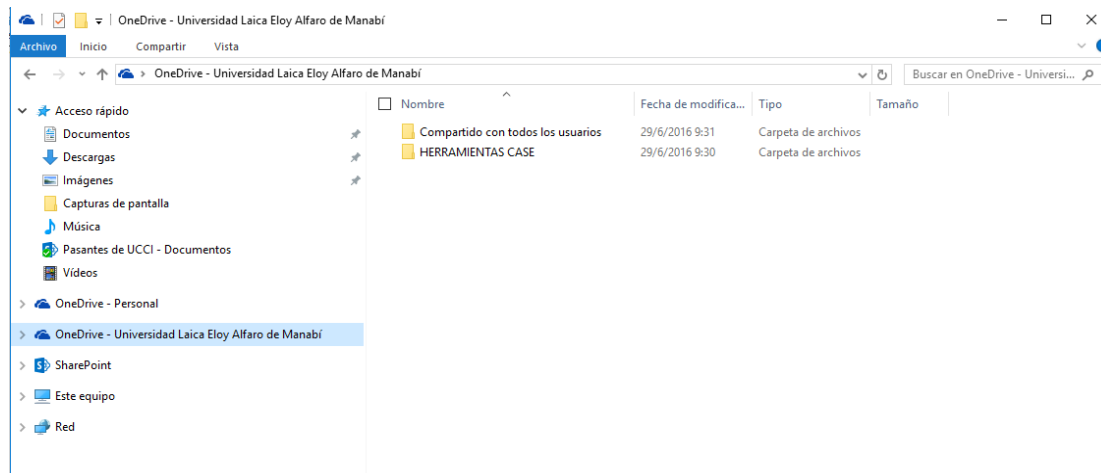 OneDrive - Universidad Laica Eloy Alfaro de Manabí
Archivo Inicio Compartir Vista
OneDrive - Universidad Laica Eloy Alfaro de Manabí Buscar en OneDrive - Universi...
Nombre Fecha de modifica... Tipo Tamaño
Acceso rápido
Documentos
Descargas
Imágenes
Capturas de pantalla
Música
Pasantes de UCCI - Documentos
Vídeos
OneDrive - Personal
OneDrive - Universidad Laica Eloy Alfaro de Manabí
SharePoint
Este equipo
Red
Compartido con todos los usuarios 29/6/2016 9:31 Carpeta de archivos
HERRAMIENTAS CASE 29/6/2016 9:30 Carpeta de archivos